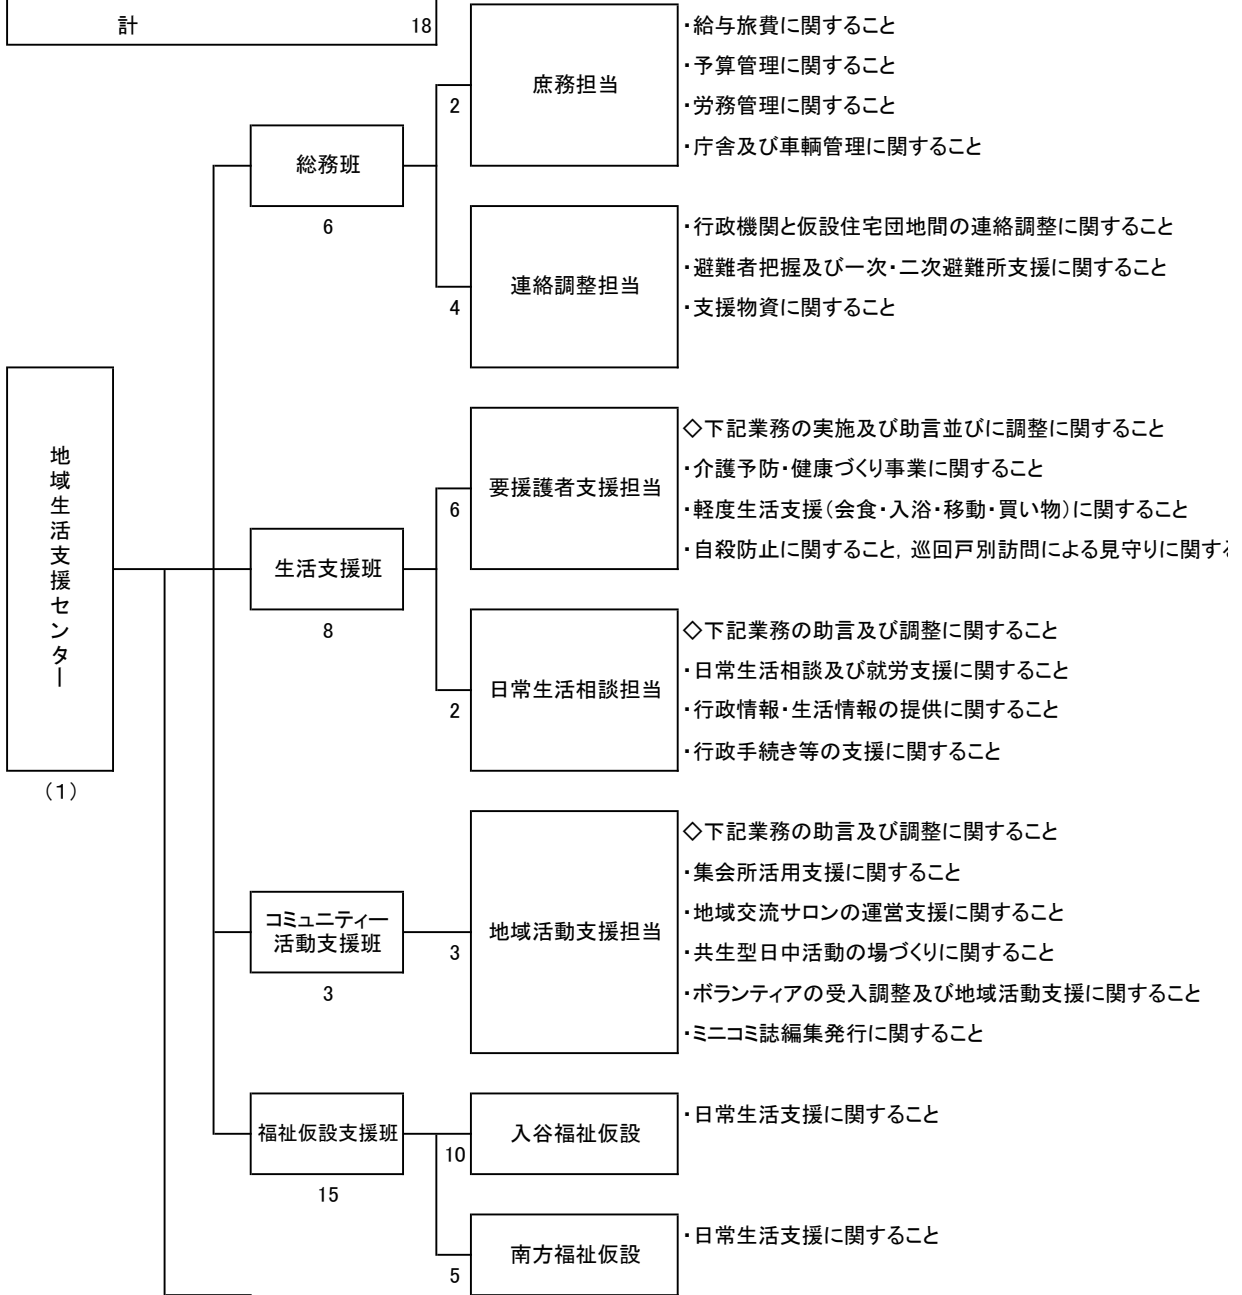 計 18
・給与旅費に関すること
・予算管理に関すること
庶務担当
2
・労務管理に関すること
・庁舎及び車輌管理に関すること
総務班
6
・行政機関と仮設住宅団地間の連絡調整に関すること
・避難者把握及び一次・二次避難所支援に関すること
連絡調整担当
4
・支援物資に関すること
地域生活支援センター
(1)
◇下記業務の実施及び助言並びに調整に関すること
・介護予防・健康づくり事業に関すること
要援護者支援担当
6
・軽度生活支援(会食・入浴・移動・買い物)に関すること
・自殺防止に関すること, 巡回戸別訪問による見守りに関する
生活支援班
8
◇下記業務の助言及び調整に関すること
・日常生活相談及び就労支援に関すること
日常生活相談担当
2
・行政情報・生活情報の提供に関すること
・行政手続き等の支援に関すること
◇下記業務の助言及び調整に関すること
・集会所活用支援に関すること
コミュニティー
活動支援班
3
地域活動支援担当
3
・地域交流サロンの運営支援に関すること
・共生型日中活動の場づくりに関すること
・ボランティアの受入調整及び地域活動支援に関すること
・ミニコミ誌編集発行に関すること
福祉仮設支援班
15
入谷福祉仮設
10
・日常生活支援に関すること
南方福祉仮設
5
・日常生活支援に関すること